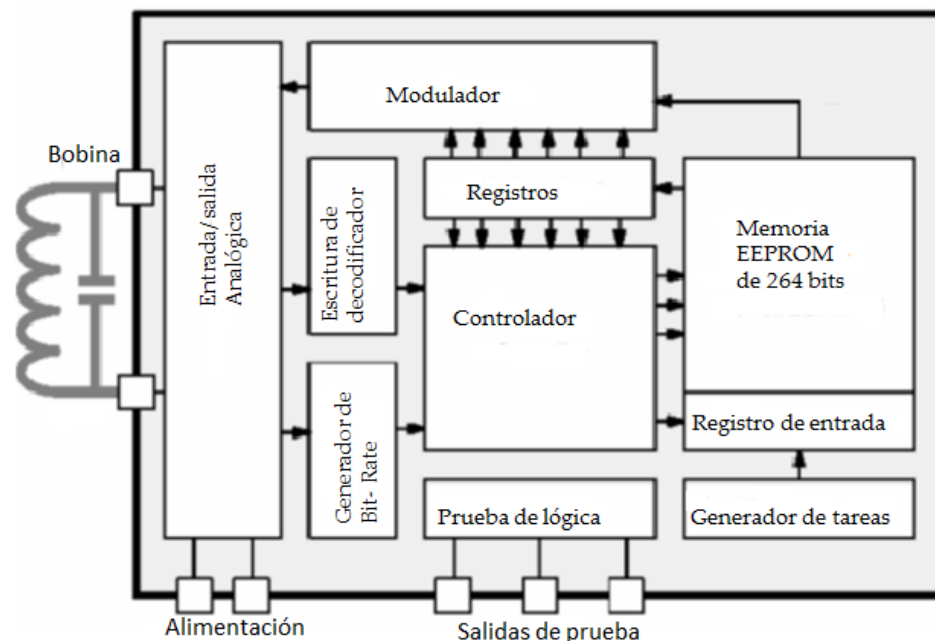 Modulador
Bobina
Entrada/ salida
Analógica
Escritura de
decodificador
Registros
Memoria
EEPROM
de 264 bits
Controlador
Generador de
Bit- Rate
Registro de entrada
Prueba de lógica
Generador de tareas
Alimentación
Salidas de prueba